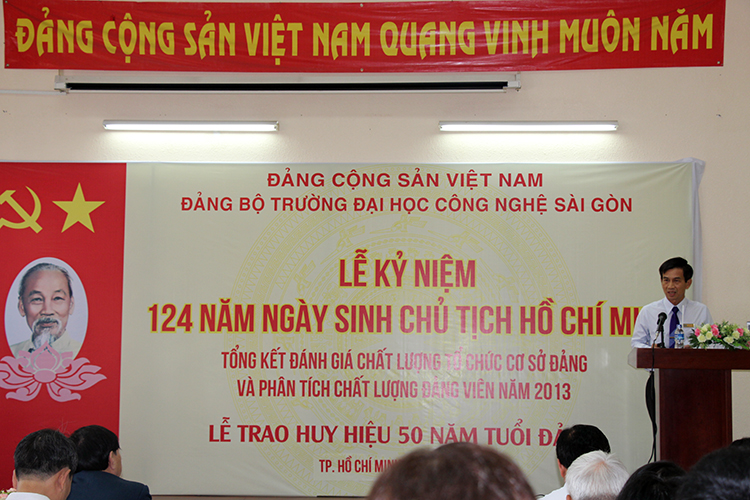 ĐẢNG CỘNG SẢN VIỆT NAM QUANG VINH MUÔN NĂM
ĐẢNG CỘNG SẢN VIỆT NAM
ĐẢNG BỘ TRƯỜNG ĐẠI HỌC CÔNG NGHỆ SÀI GÒN
LỄ KỶ NIỆM
124 NĂM NGÀY SINH CHỦ TỊCH HỒ CHÍ
TỔNG KẾT ĐÁNH GIÁ CHẤT LƯỢNG TỔ CHỨC CƠ SỞ ĐẢNG
VÀ PHÂN TÍCH CHẤT LƯỢNG ĐẢNG VIÊN NĂM 2013
LỄ TRAO HUY HIỆU 50 NĂM TUỔI
TP. HỒ CHÍ